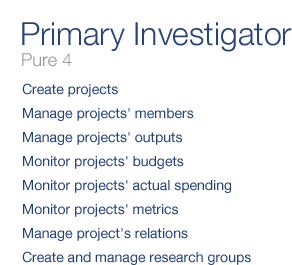 Primary Investigator
Pure 4
Create projects
Manage projects' members
Manage projects' outputs
Monitor projects' budgets
Monitor projects' actual spending
Monitor projects' metrics
Manage project's relations
Create and manage research groups